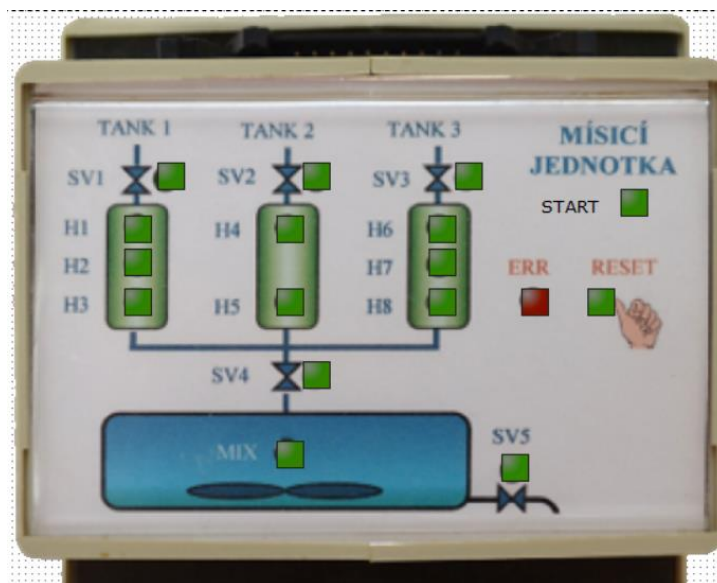 TANK 1
TANK 2
TANK 3
MÍSICÍ
JEDNOTKA
SV1
SV2
SV3
START
H1
H4
H6
H2
H7
ERR
RESET
H3
H5
H8
SV4
MIX
SV5